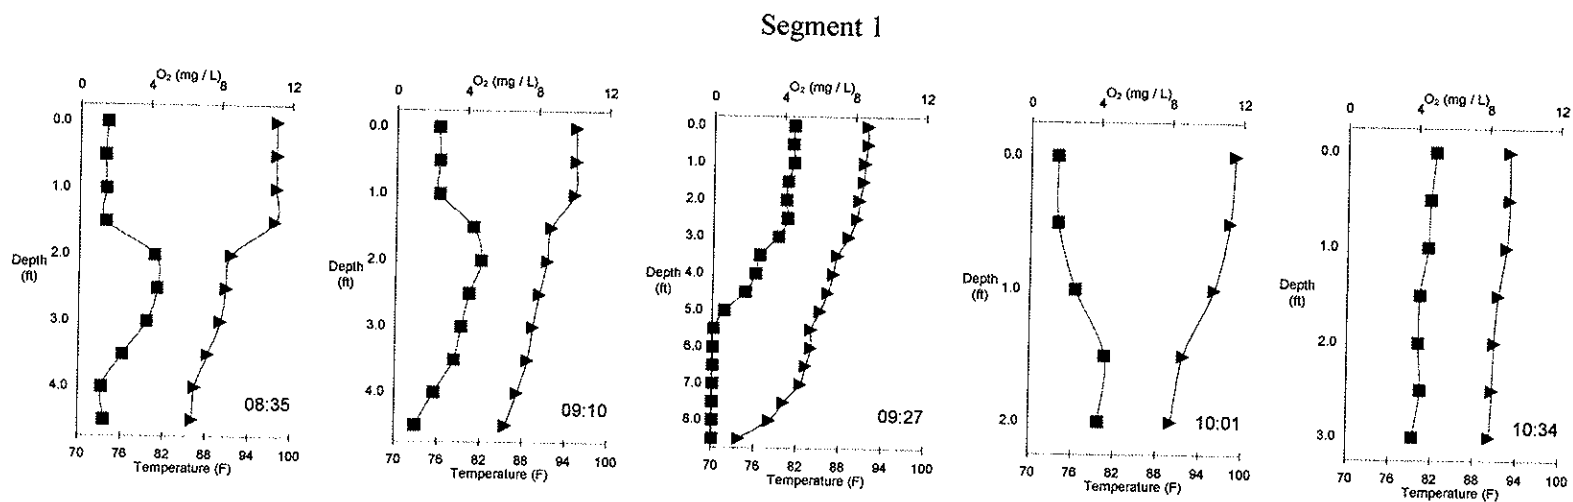 Segment 1
0 4 8 12
O₂ (mg / L)
0.0
1.0
2.0
3.0
4.0
Depth
(ft)
08:35
70 76 82 88 94 100
Temperature (F)
0 4 8 12
O₂ (mg / L)
0.0
1.0
2.0
3.0
4.0
Depth
(ft)
09:10
70 76 82 88 94 100
Temperature (F)
0 4 8 12
O₂ (mg / L)
0.0
1.0
2.0
3.0
4.0
5.0
6.0
7.0
8.0
Depth
(ft)
09:27
70 76 82 88 94 100
Temperature (F)
0 4 8 12
O₂ (mg / L)
0.0
1.0
2.0
Depth
(ft)
10:01
70 76 82 88 94 100
Temperature (F)
0 4 8 12
O₂ (mg / L)
0.0
1.0
2.0
3.0
Depth
(ft)
10:34
70 76 82 88 94 100
Temperature (F)